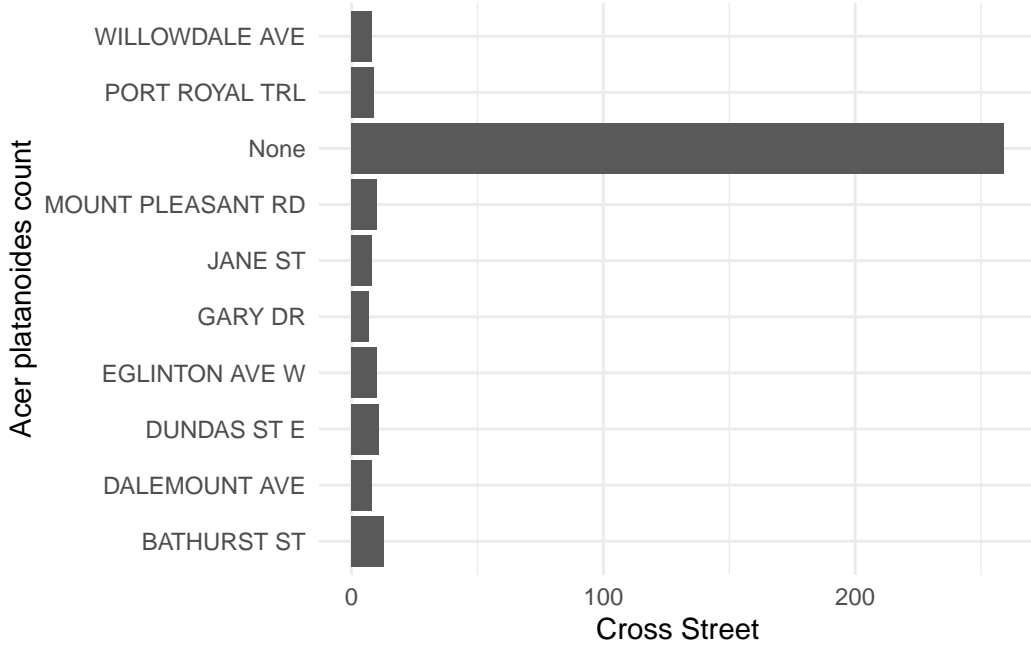 WILLOWDALE AVE
PORT ROYAL TRL
None
MOUNT PLEASANT RD
JANE ST
GARY DR
EGLINTON AVE W
DUNDAS ST E
DALEMOUNT AVE
BATHURST ST
Acer platanoides count
0 100 200
Cross Street